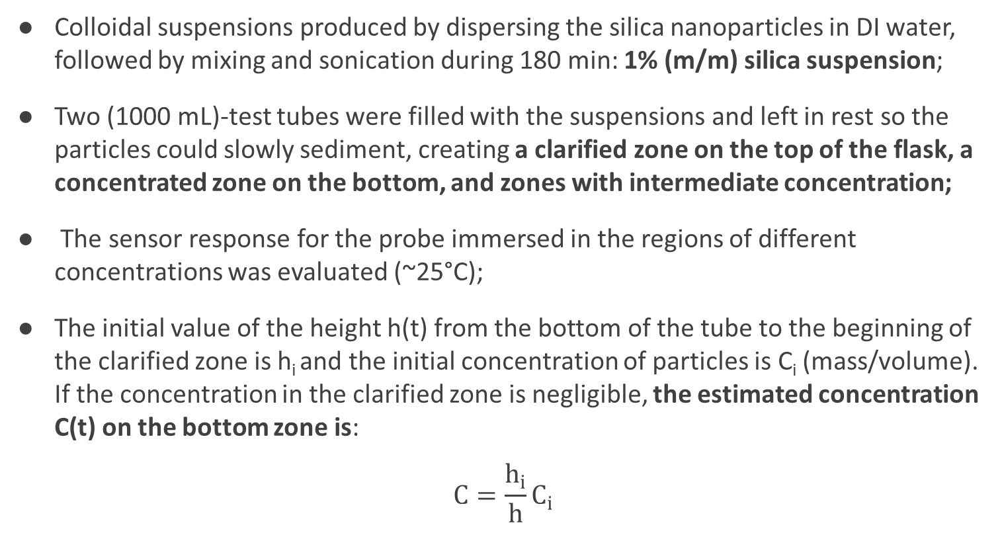 ● Colloidal suspensions produced by dispersing the silica nanoparticles in DI water,
followed by mixing and sonication during 180 min: 1% (m/m) silica suspension;
● Two (1000 mL)-test tubes were filled with the suspensions and left in rest so the
particles could slowly sediment, creating a clarified zone on the top of the flask, a
concentrated zone on the bottom, and zones with intermediate concentration;
● The sensor response for the probe immersed in the regions of different
concentrations was evaluated (~25°C);
● The initial value of the height h(t) from the bottom of the tube to the beginning of
the clarified zone is hᵢ and the initial concentration of particles is Cᵢ (mass/volume).
If the concentration in the clarified zone is negligible, the estimated concentration
C(t) on the bottom zone is:
C = hᵢ/h Cᵢ